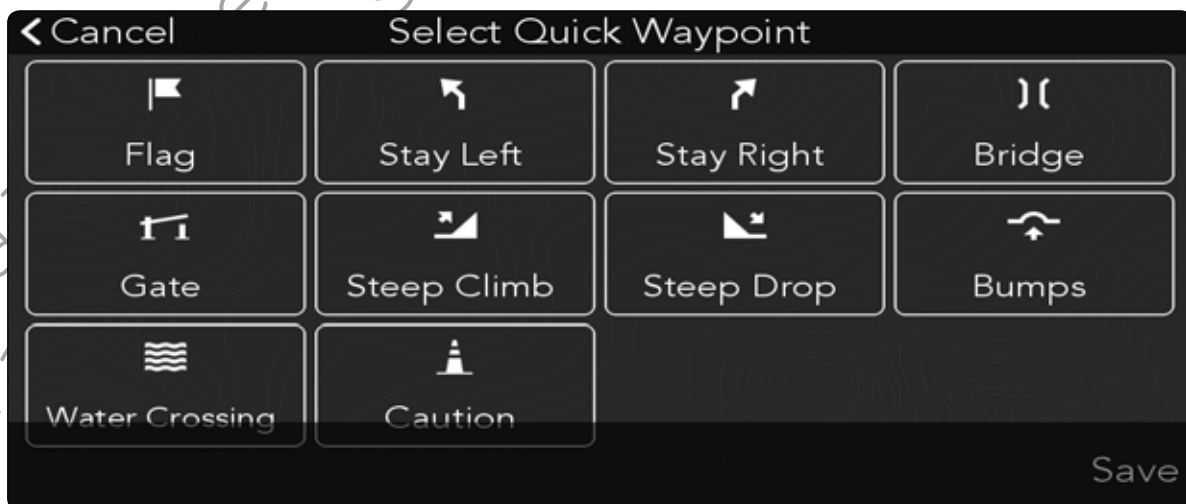 Cancel Select Quick Waypoint
Flag Stay Left Stay Right Bridge
Gate Steep Climb Steep Drop Bumps
Water Crossing Caution
Save